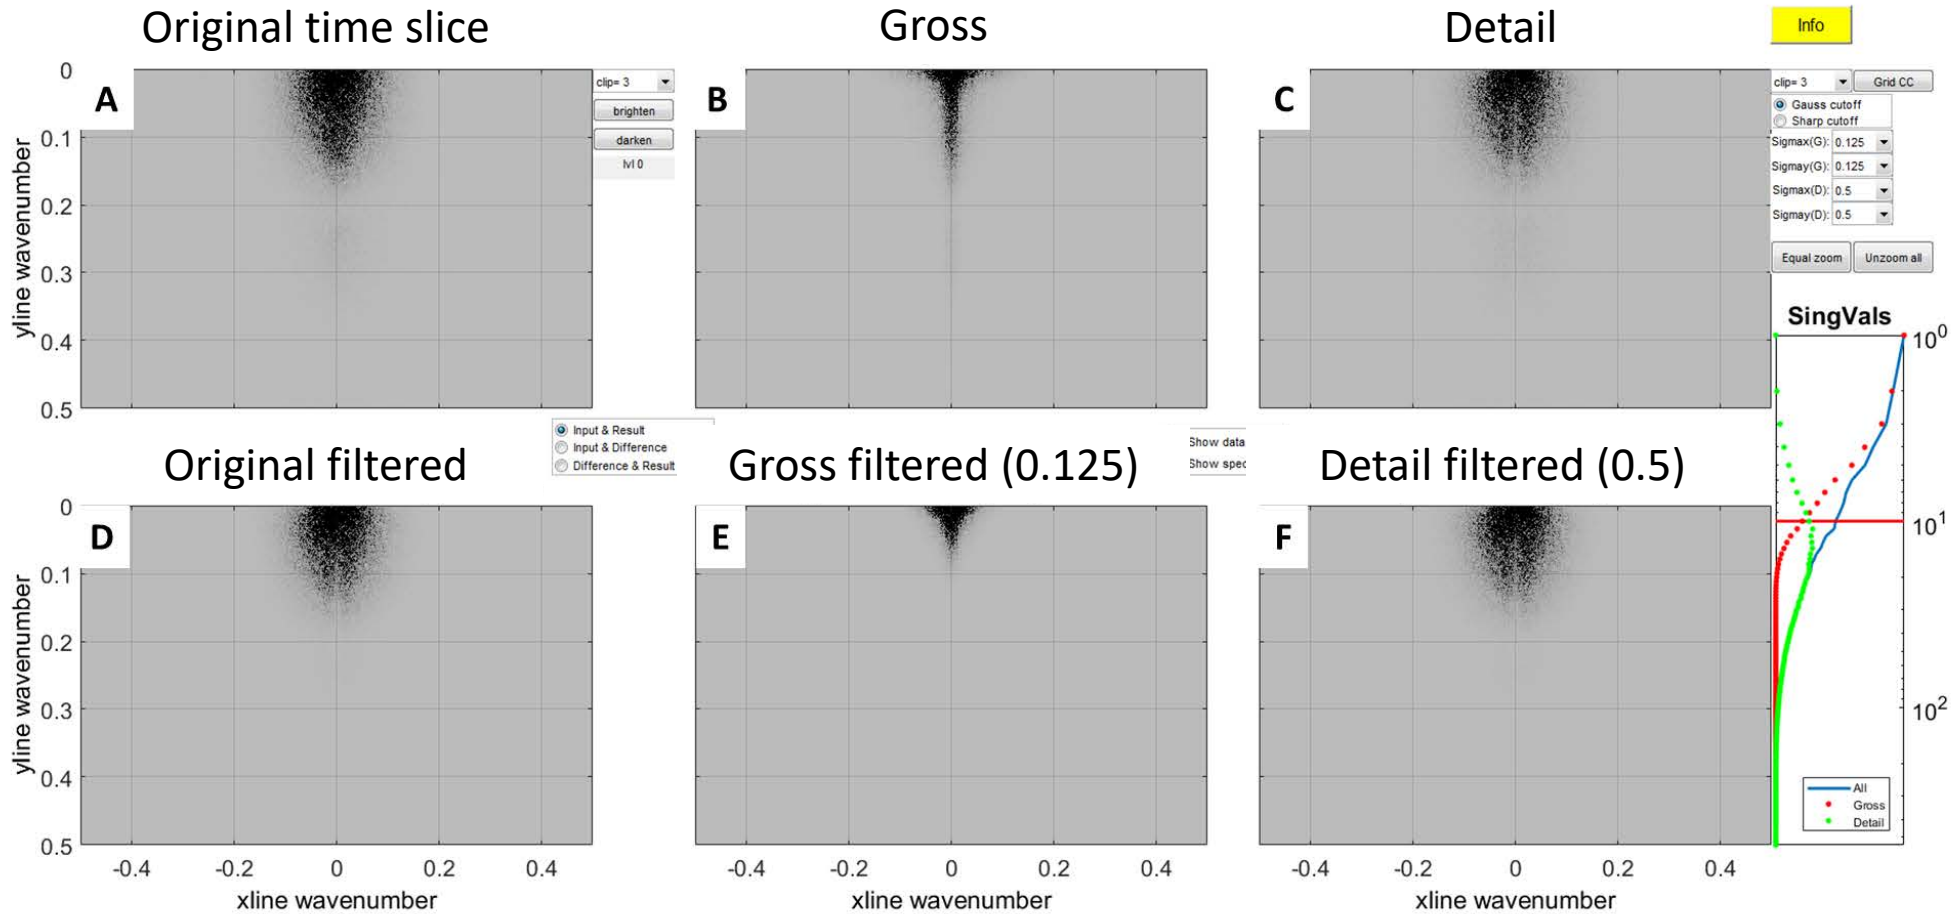 Original time slice
Gross
Detail
Info
A
B
C
0
0.1
0.2
0.3
0.4
0.5
yline wavenumber
clip= 3
brighten
darken
lvl 0
clip= 3
Grid CC
Gauss cutoff
Sharp cutoff
Sigmax(G): 0.125
Sigmay(G): 0.125
Sigmax(D): 0.5
Sigmay(D): 0.5
Equal zoom
Unzoom all
SingVals
10^0
10^1
10^2
All
Gross
Detail
Input & Result
Input & Difference
Difference & Result
Show data
Show spec
Original filtered
Gross filtered (0.125)
Detail filtered (0.5)
D
E
F
0
0.1
0.2
0.3
0.4
0.5
yline wavenumber
-0.4 -0.2 0 0.2 0.4
-0.4 -0.2 0 0.2 0.4
-0.4 -0.2 0 0.2 0.4
xline wavenumber
xline wavenumber
xline wavenumber